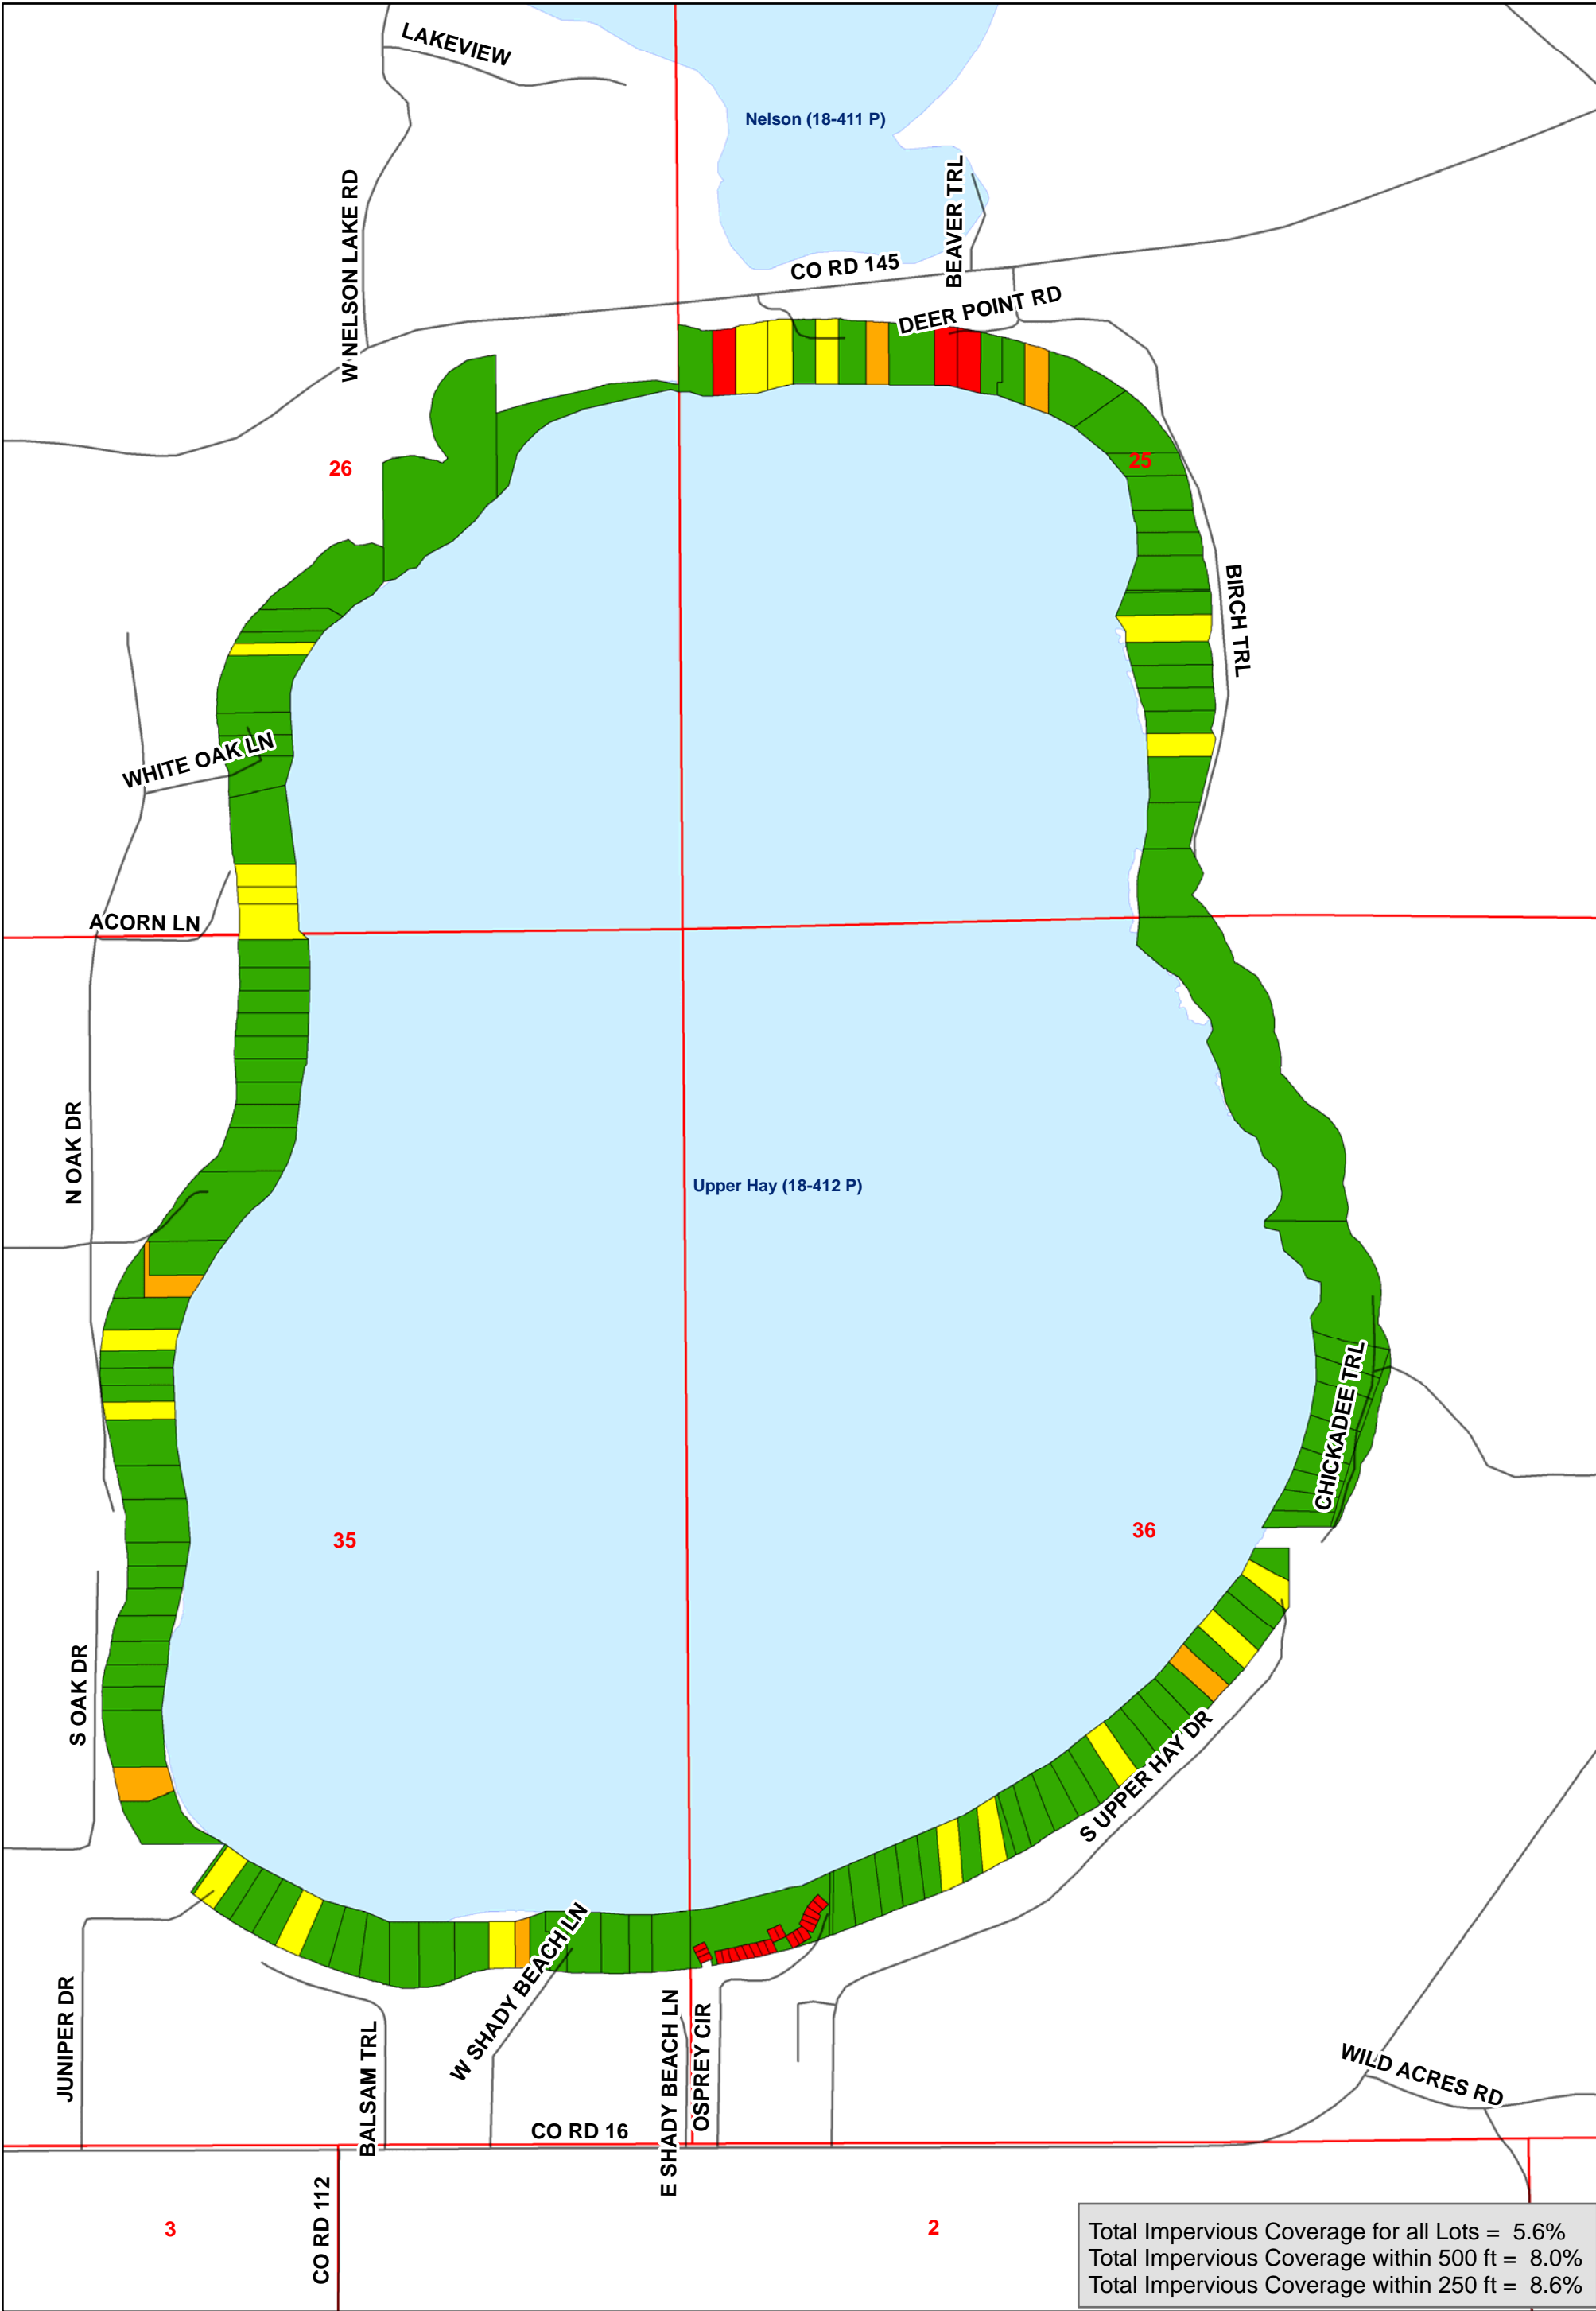 LAKEVIEW
Nelson (18-411 P)
W NELSON LAKE RD
BEAVER TRL
CO RD 145
DEER POINT RD
26
25
BIRCH TRL
WHITE OAK LN
ACORN LN
N OAK DR
Upper Hay (18-412 P)
CHICKADEE TRL
35
36
S OAK DR
S UPPER HAY DR
W SHADY BEACH LN
JUNIPER DR
BALSAM TRL
E SHADY BEACH LN
OSPREY CIR
WILD ACRES RD
CO RD 16
CO RD 112
3
2
Total Impervious Coverage for all Lots = 5.6%
Total Impervious Coverage within 500 ft = 8.0%
Total Impervious Coverage within 250 ft = 8.6%